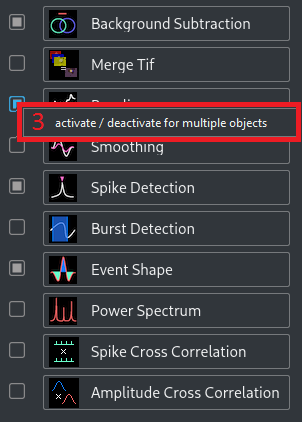 Background Subtraction
Merge Tif
3 activate / deactivate for multiple objects
Smoothing
Spike Detection
Burst Detection
Event Shape
Power Spectrum
Spike Cross Correlation
Amplitude Cross Correlation